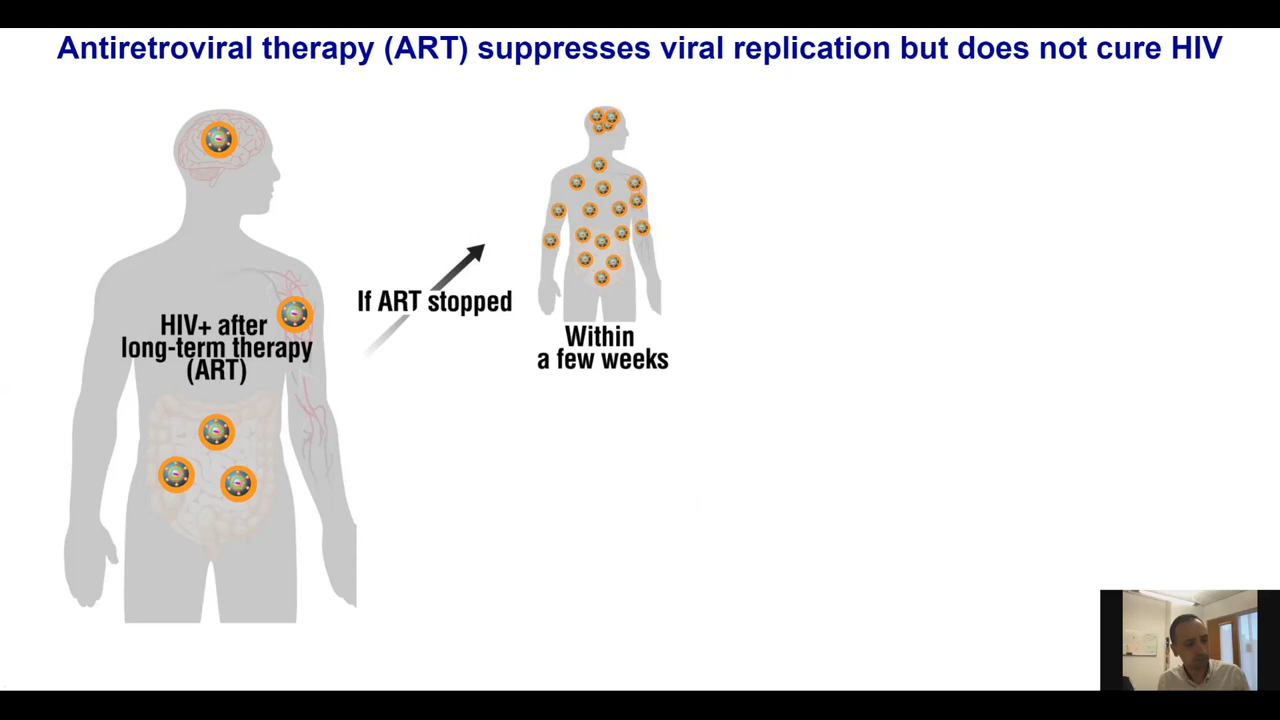 Antiretroviral therapy (ART) suppresses viral replication but does not cure HIV
HIV+ after
long-term therapy
(ART)
If ART stopped
Within
a few weeks